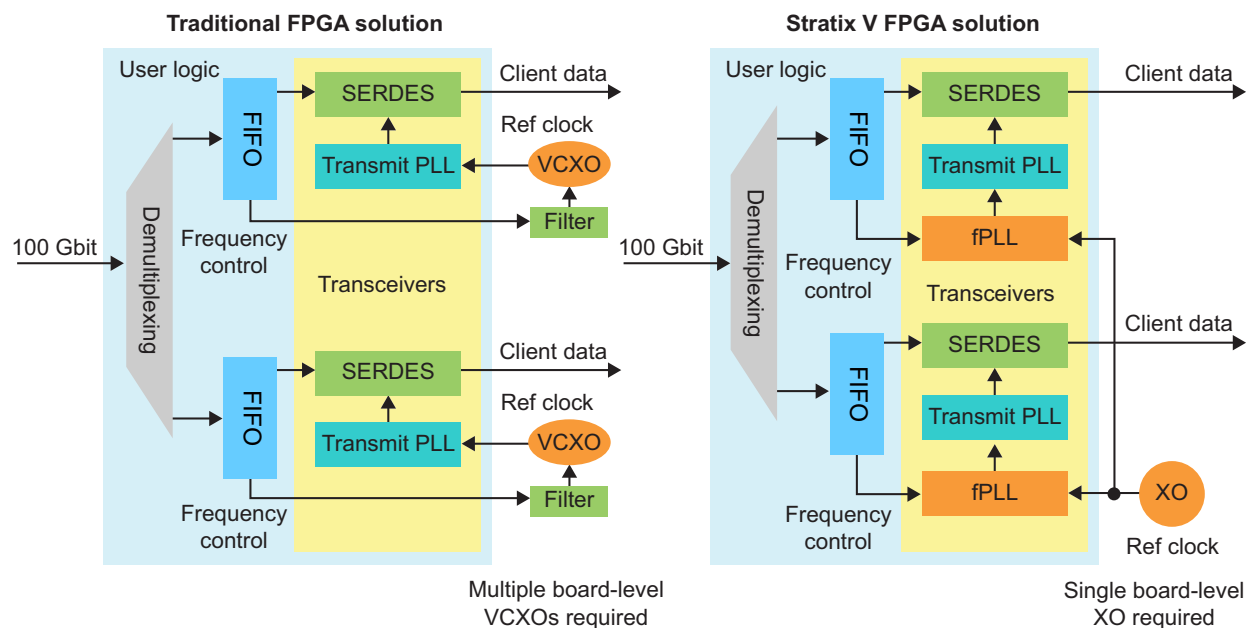 Traditional FPGA solution
User logic
FIFO
SERDES
Client data
Ref clock
Transmit PLL
VCXO
Filter
Demultiplexing
100 Gbit
Frequency
control
Transceivers
FIFO
SERDES
Client data
Ref clock
Transmit PLL
VCXO
Filter
Frequency
control
Multiple board-level
VCXOs required
Stratix V FPGA solution
User logic
FIFO
SERDES
Client data
Transmit PLL
fPLL
Demultiplexing
100 Gbit
Frequency
control
Transceivers
FIFO
SERDES
Client data
Transmit PLL
fPLL
XO
Frequency
control
Ref clock
Single board-level
XO required